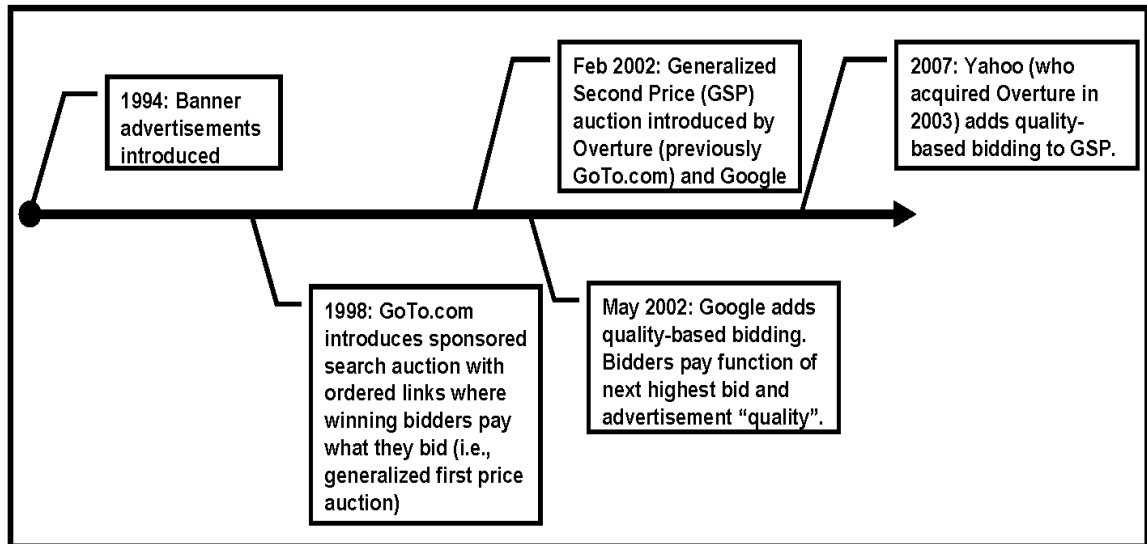 1994: Banner
advertisements
introduced
1998: GoTo.com
introduces sponsored
search auction with
ordered links where
winning bidders pay
what they bid (i.e.,
generalized first price
auction)
Feb 2002: Generalized
Second Price (GSP)
auction introduced by
Overture (previously
GoTo.com) and Google
May 2002: Google adds
quality-based bidding.
Bidders pay function of
next highest bid and
advertisement “quality”.
2007: Yahoo (who
acquired Overture in
2003) adds quality-
based bidding to GSP.